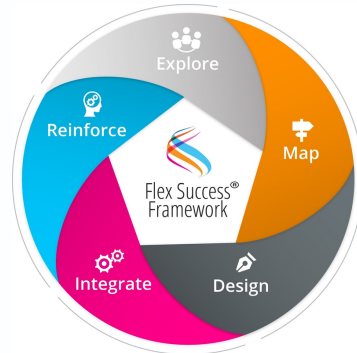 Explore
Map
Design
Integrate
Reinforce
Flex Success®
Framework